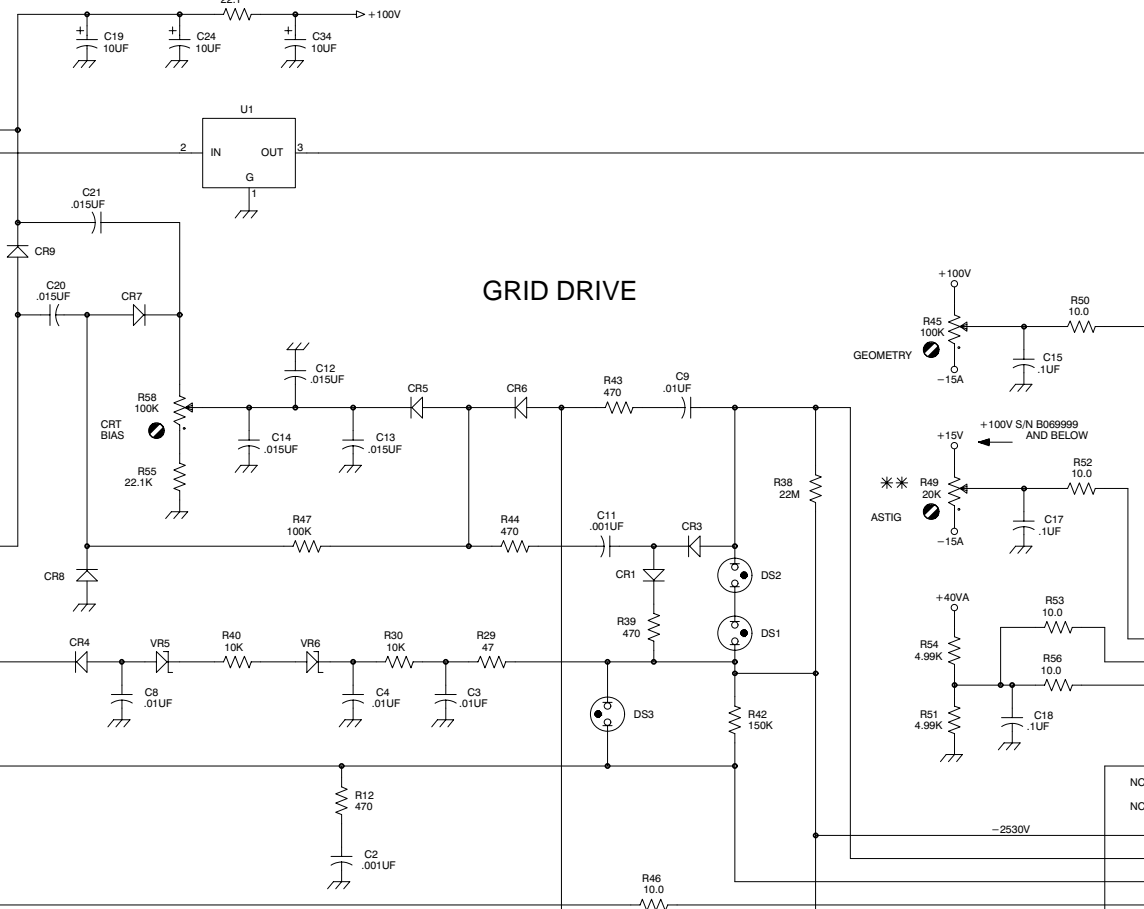 +100V
+ C19
10UF
+ C24
10UF
+ C34
10UF
U1
2 IN OUT 3
G
1
C21
.015UF
CR9
C20
.015UF
CR7
GRID DRIVE
+100V
R45
100K
GEOMETRY
−15A
R50
10.0
C15
.1UF
C12
.015UF
R58
100K
CRT
BIAS
C14
.015UF
C13
.015UF
CR5
CR6
R43
470
C9
.01UF
R55
22.1K
R38
22M
+100V S/N B069999
AND BELOW
+15V
** R49
20K
ASTIG
−15A
R52
10.0
C17
.1UF
R47
100K
R44
470
C11
.001UF
CR3
CR8
CR1
DS2
R39
470
DS1
+40VA
R54
4.99K
R53
10.0
R56
10.0
R51
4.99K
C18
.1UF
CR4
VR5
R40
10K
VR6
R30
10K
R29
47
C8
.01UF
C4
.01UF
C3
.01UF
DS3
R42
150K
R12
470
C2
.001UF
NO
NO
−2530V
R46
10.0